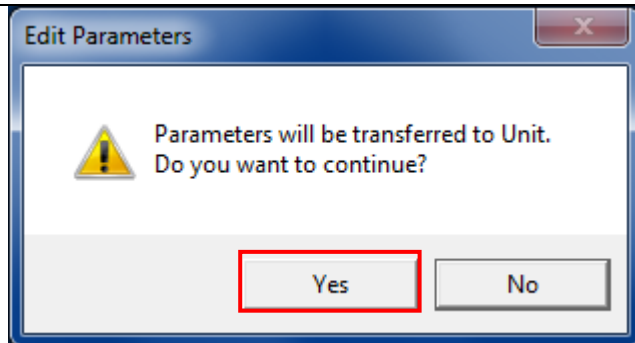 Edit Parameters
Parameters will be transferred to Unit.
Do you want to continue?
Yes
No